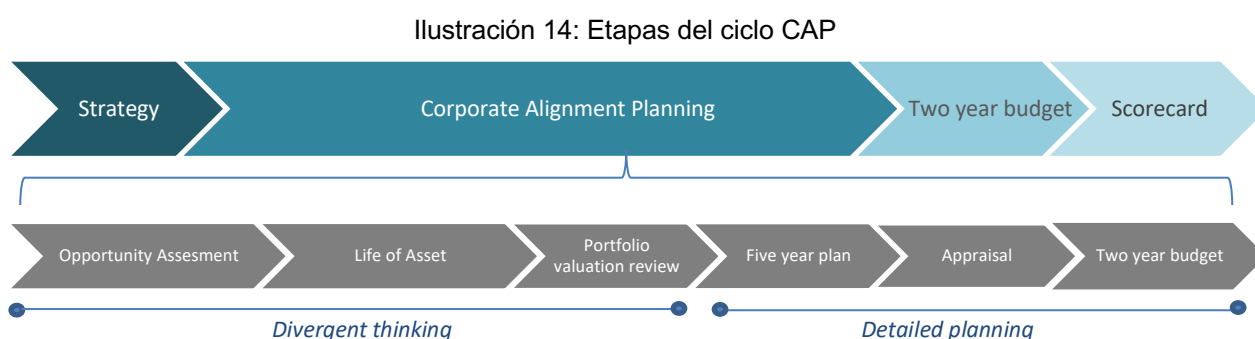 Ilustración 14: Etapas del ciclo CAP
Strategy
Corporate Alignment Planning
Two year budget
Scorecard
Opportunity Assesment
Life of Asset
Portfolio
valuation review
Five year plan
Appraisal
Two year budget
Divergent thinking
Detailed planning